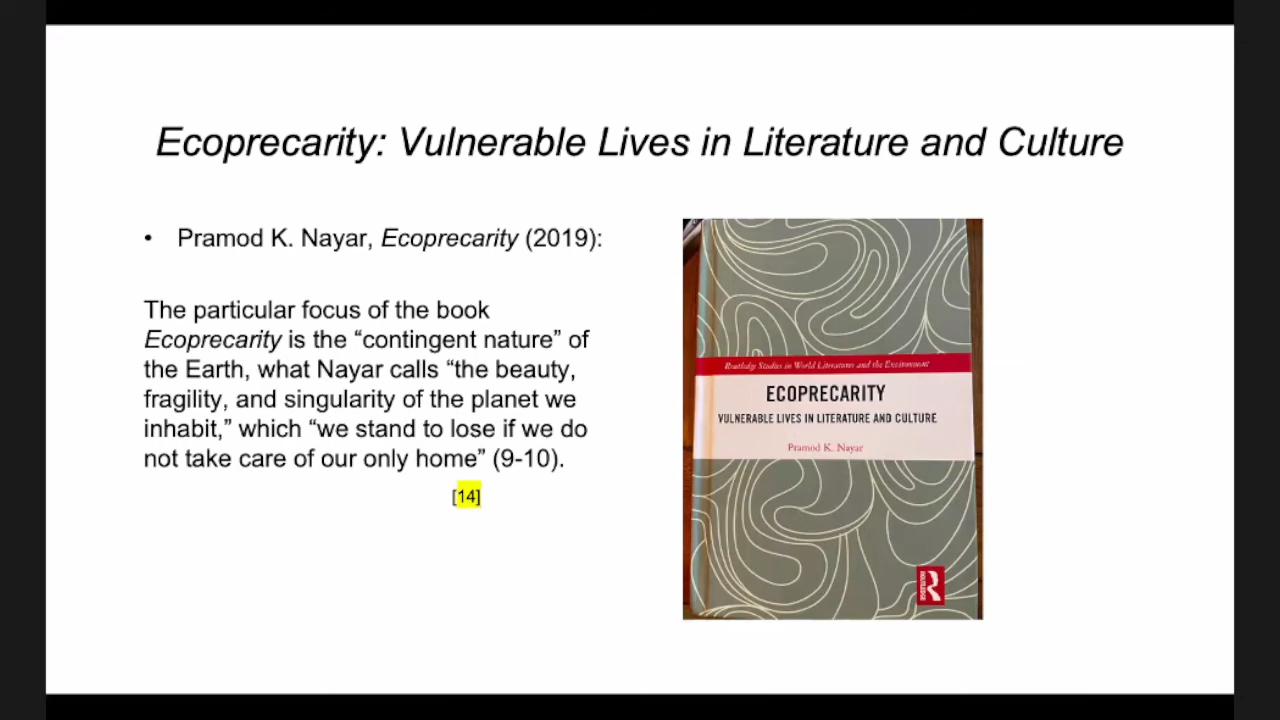 Ecoprecarity: Vulnerable Lives in Literature and Culture
• Pramod K. Nayar, Ecoprecarity (2019):
The particular focus of the book
Ecoprecarity is the “contingent nature” of
the Earth, what Nayar calls “the beauty,
fragility, and singularity of the planet we
inhabit,” which “we stand to lose if we do
not take care of our only home” (9-10).
[14]
Routledge Studies in World Literatures and the Environment
ECOPRECARITY
VULNERABLE LIVES IN LITERATURE AND CULTURE
Pramod K. Nayar
ROUTLEDGE